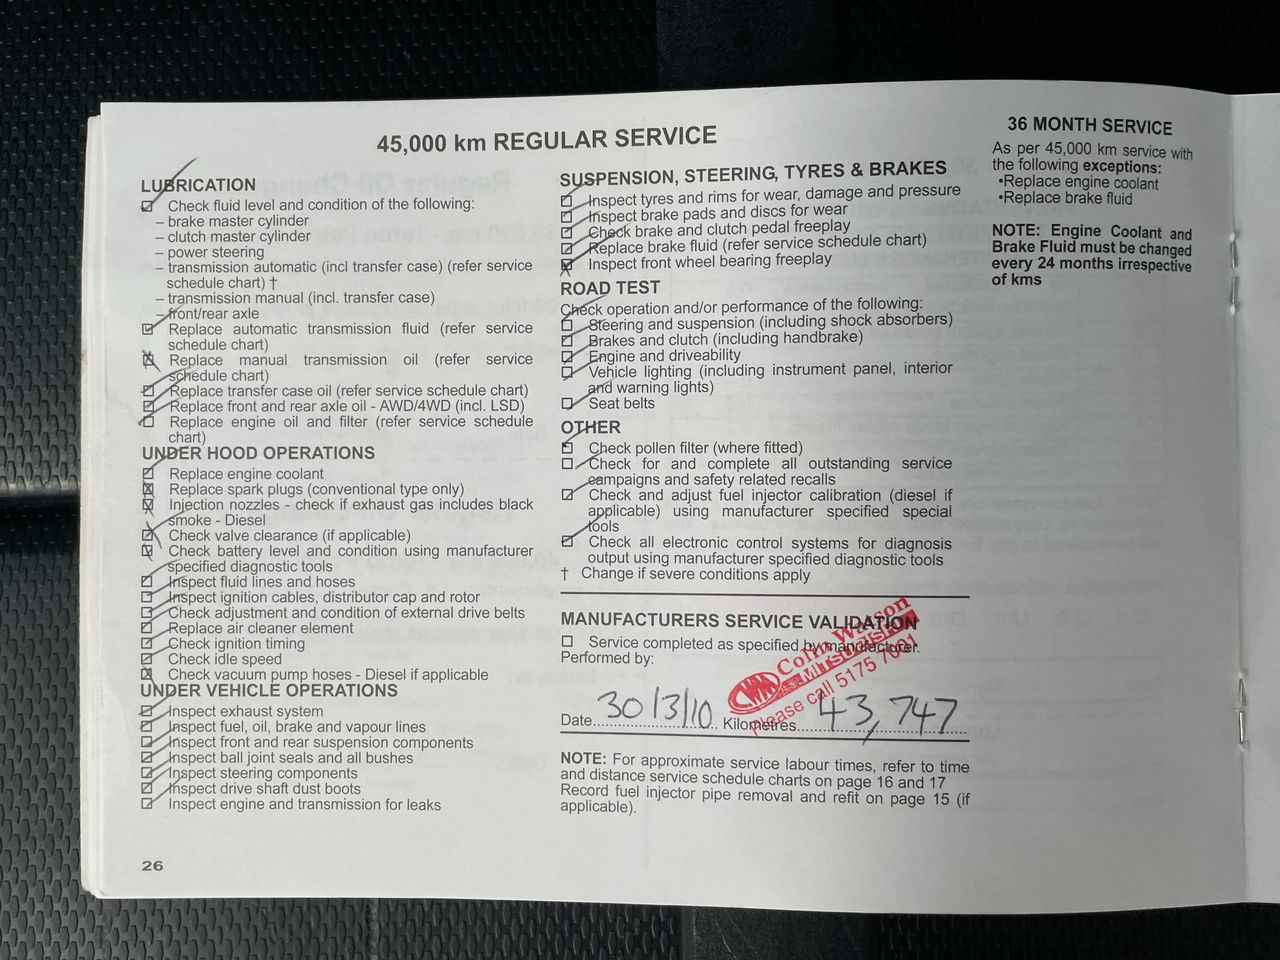 45,000 km REGULAR SERVICE
LUBRICATION
Check fluid level and condition of the following:
– brake master cylinder
– clutch master cylinder
– power steering
– transmission automatic (incl transfer case) (refer service
schedule chart) †
– transmission manual (incl. transfer case)
– front/rear axle
Replace automatic transmission fluid (refer service
schedule chart)
Replace manual transmission oil (refer service
schedule chart)
Replace transfer case oil (refer service schedule chart)
Replace front and rear axle oil - AWD/4WD (incl. LSD)
Replace engine oil and filter (refer service schedule
chart)
UNDER HOOD OPERATIONS
Replace engine coolant
Replace spark plugs (conventional type only)
Injection nozzles - check if exhaust gas includes black
smoke - Diesel
Check valve clearance (if applicable)
Check battery level and condition using manufacturer
specified diagnostic tools
Inspect fluid lines and hoses
Inspect ignition cables, distributor cap and rotor
Check adjustment and condition of external drive belts
Replace air cleaner element
Check ignition timing
Check idle speed
Check vacuum pump hoses - Diesel if applicable
UNDER VEHICLE OPERATIONS
Inspect exhaust system
Inspect fuel, oil, brake and vapour lines
Inspect front and rear suspension components
Inspect ball joint seals and all bushes
Inspect steering components
Inspect drive shaft dust boots
Inspect engine and transmission for leaks
26
SUSPENSION, STEERING, TYRES & BRAKES
Inspect tyres and rims for wear, damage and pressure
Inspect brake pads and discs for wear
Check brake and clutch pedal freeplay
Replace brake fluid (refer service schedule chart)
Inspect front wheel bearing freeplay
ROAD TEST
Check operation and/or performance of the following:
Steering and suspension (including shock absorbers)
Brakes and clutch (including handbrake)
Engine and driveability
Vehicle lighting (including instrument panel, interior
and warning lights)
Seat belts
OTHER
Check pollen filter (where fitted)
Check for and complete all outstanding service
campaigns and safety related recalls
Check and adjust fuel injector calibration (diesel if
applicable) using manufacturer specified special
tools
Check all electronic control systems for diagnosis
output using manufacturer specified diagnostic tools
† Change if severe conditions apply
MANUFACTURERS SERVICE VALIDATION
Service completed as specified by manufacturer.
Performed by:
Colin Watson
MITSUBISHI
please call 5175 7001
Date 30/3/10 Kilometres 43,747
NOTE: For approximate service labour times, refer to time
and distance service schedule charts on page 16 and 17
Record fuel injector pipe removal and refit on page 15 (if
applicable).
36 MONTH SERVICE
As per 45,000 km service with
the following exceptions:
•Replace engine coolant
•Replace brake fluid
NOTE: Engine Coolant and
Brake Fluid must be changed
every 24 months irrespective
of kms